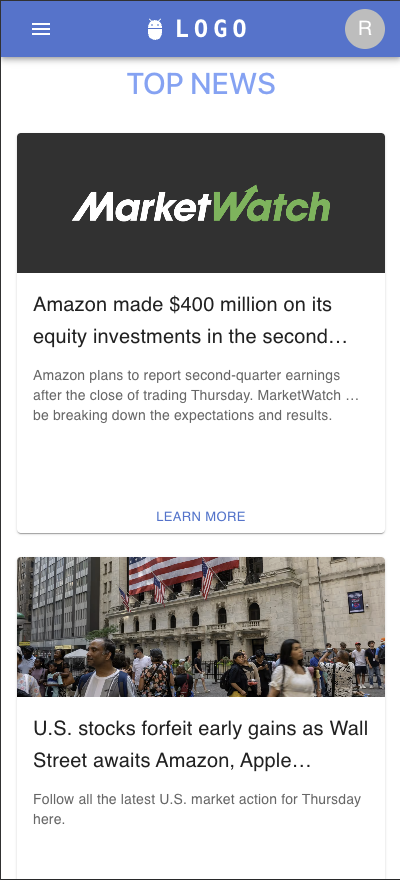 LOGO
R
TOP NEWS
MarketWatch
Amazon made $400 million on its
equity investments in the second…
Amazon plans to report second-quarter earnings
after the close of trading Thursday. MarketWatch …
be breaking down the expectations and results.
LEARN MORE
U.S. stocks forfeit early gains as Wall
Street awaits Amazon, Apple…
Follow all the latest U.S. market action for Thursday
here.